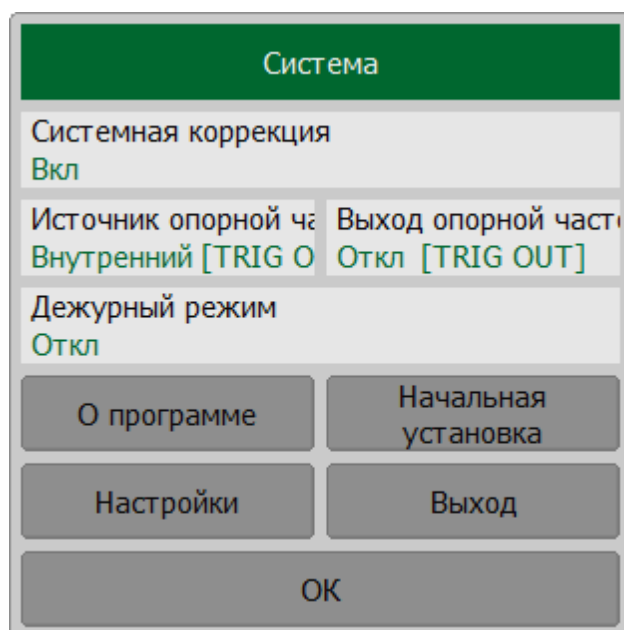 Система
Системная коррекция
Вкл
Источник опорной ча
Внутренний [TRIG O
Выход опорной част
Откл [TRIG OUT]
Дежурный режим
Откл
О программе
Начальная
установка
Настройки
Выход
ОК